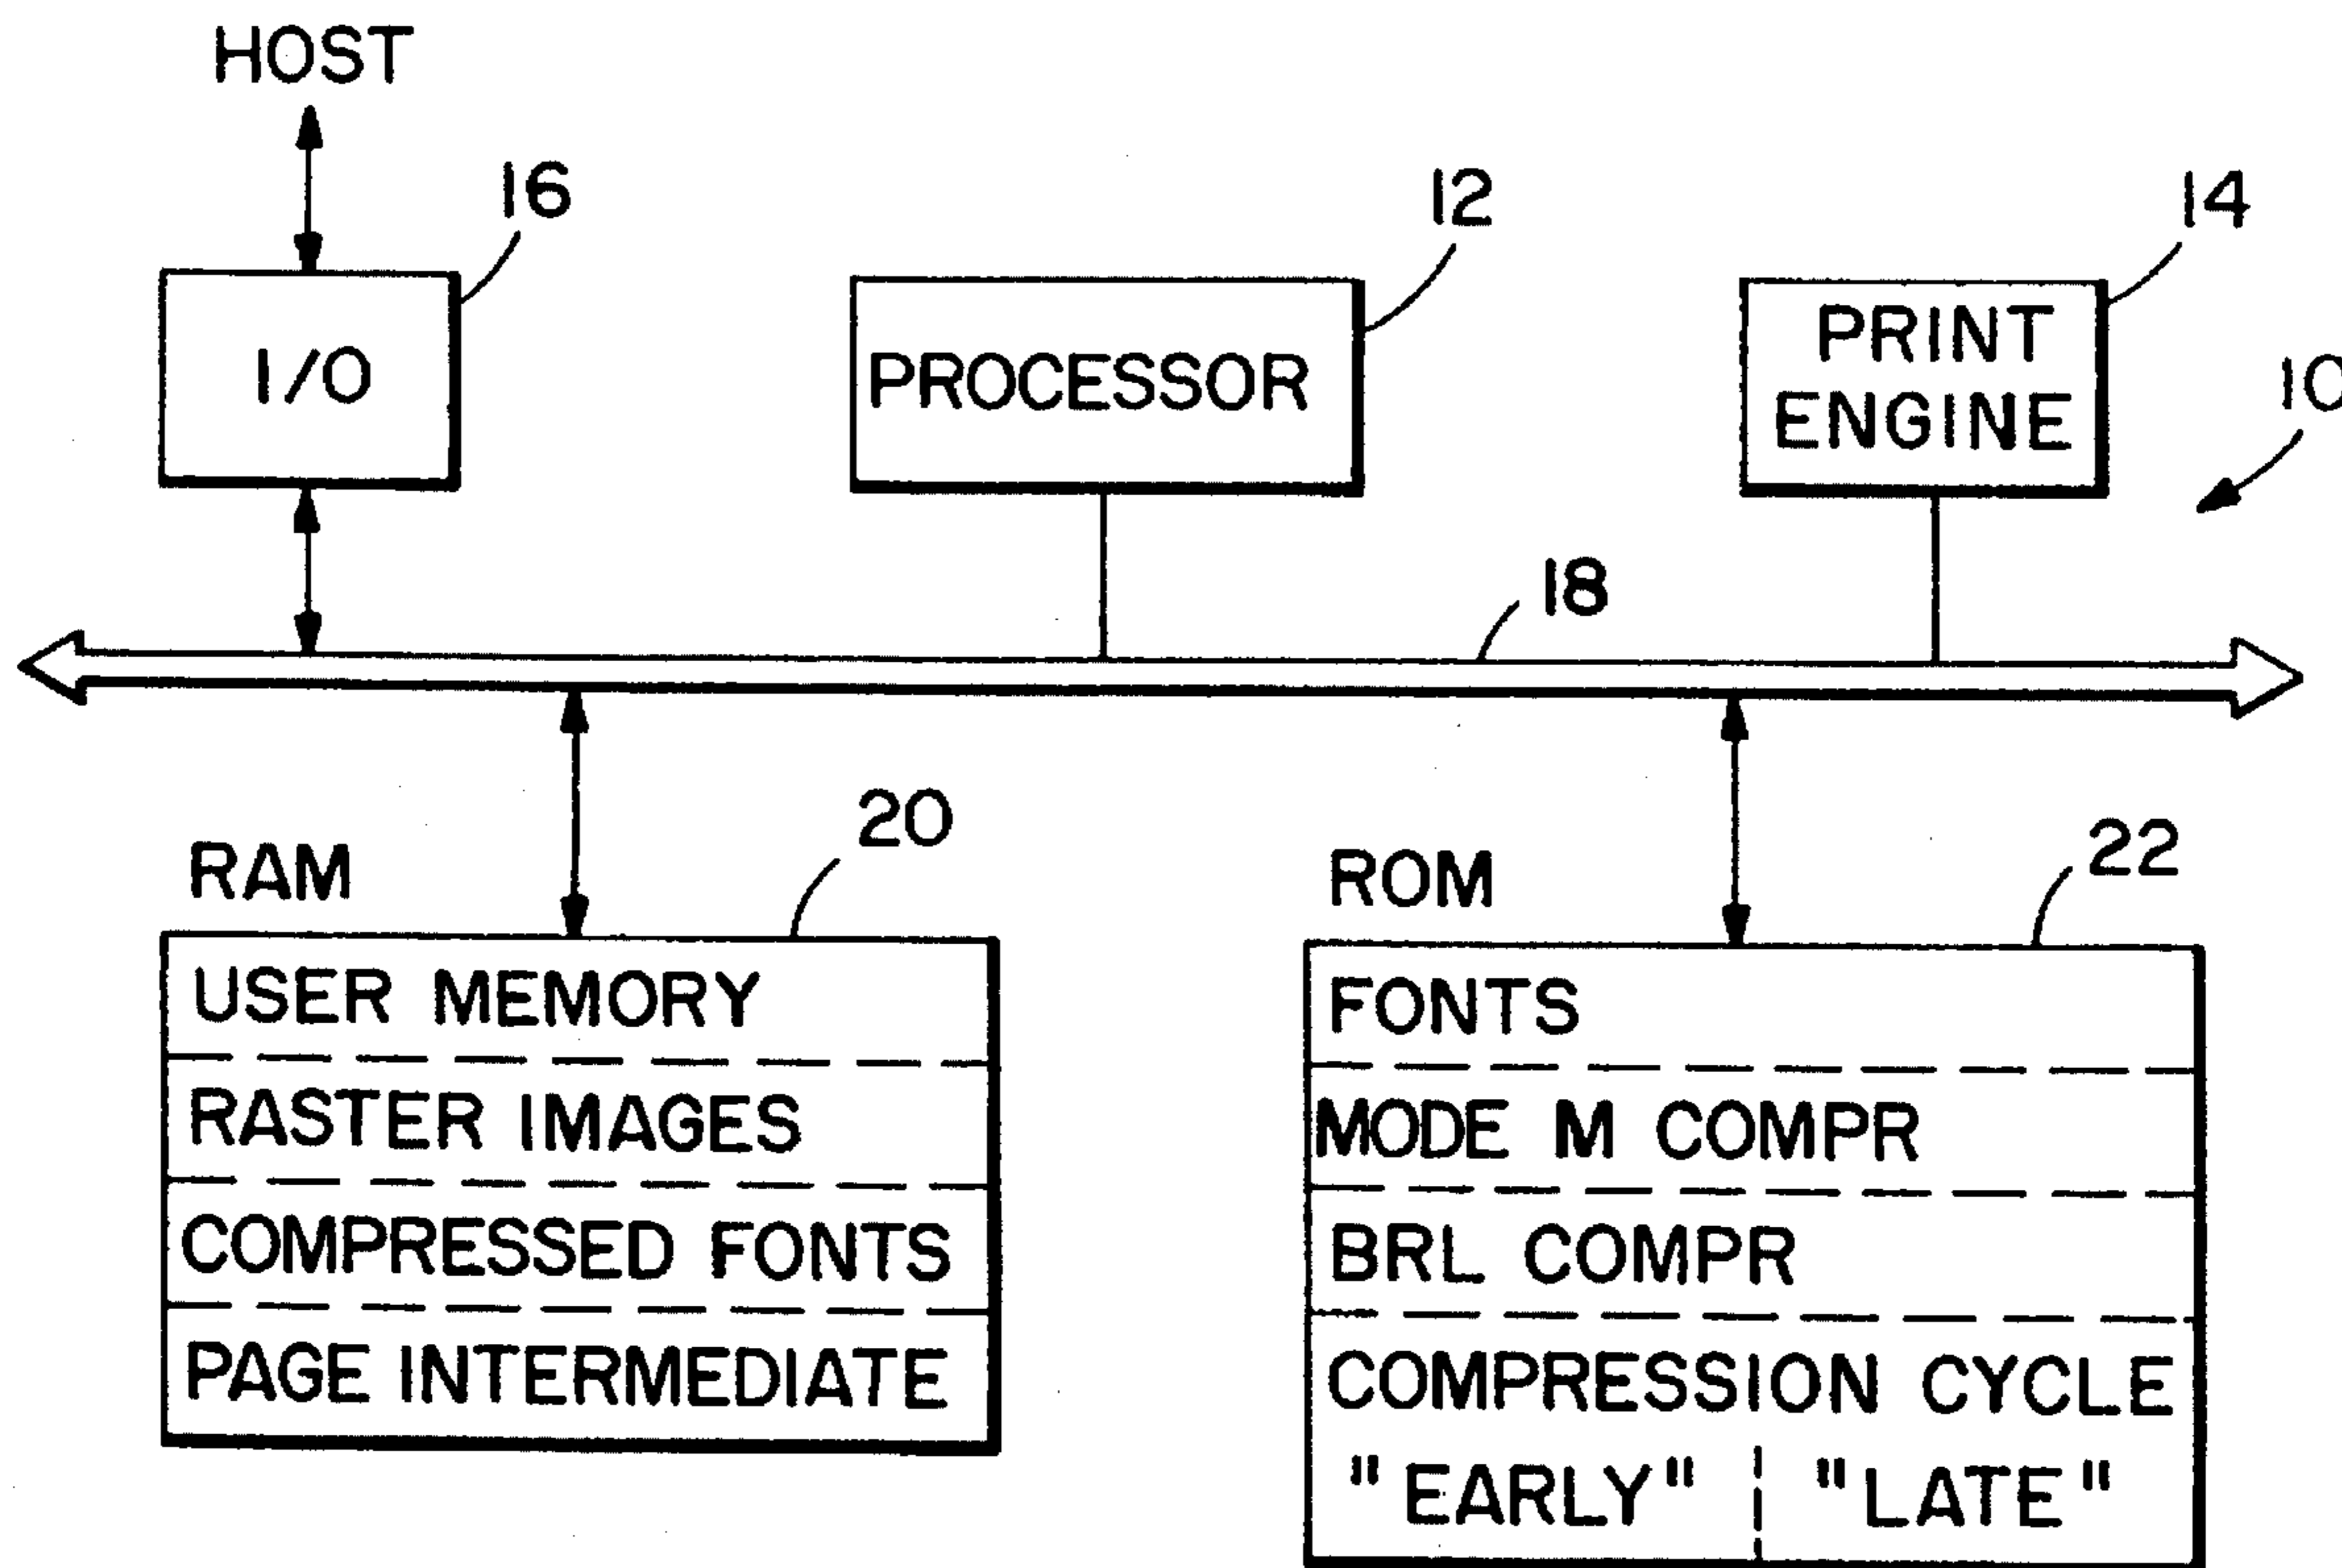 HOST
16
12
14
I/O
PROCESSOR
PRINT
ENGINE
10
18
RAM
20
ROM
22
USER MEMORY
RASTER IMAGES
COMPRESSED FONTS
PAGE INTERMEDIATE
FONTS
MODE M COMPR
BRL COMPR
COMPRESSION CYCLE
"EARLY" "LATE"